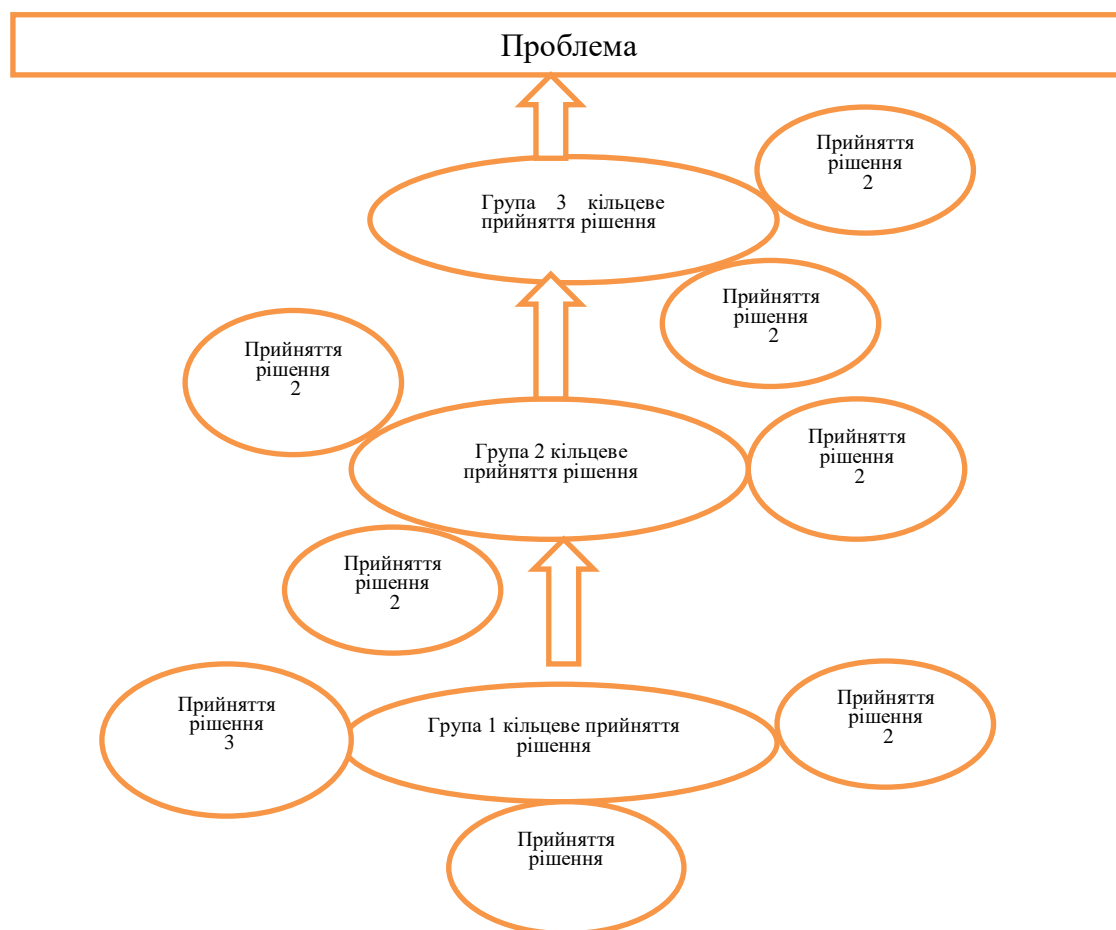 Проблема
Прийняття
рішення
2
Група 3 кільцеве
прийняття рішення
Прийняття
рішення
2
Прийняття
рішення
2
Група 2 кільцеве
прийняття рішення
Прийняття
рішення
2
Прийняття
рішення
2
Прийняття
рішення
3
Група 1 кільцеве прийняття
рішення
Прийняття
рішення
2
Прийняття
рішення